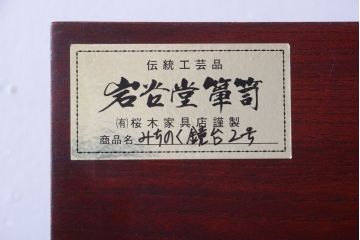 伝統工芸品
岩谷堂簞笥
㈲桜木家具店謹製
商品名 みちのく鏡台2号